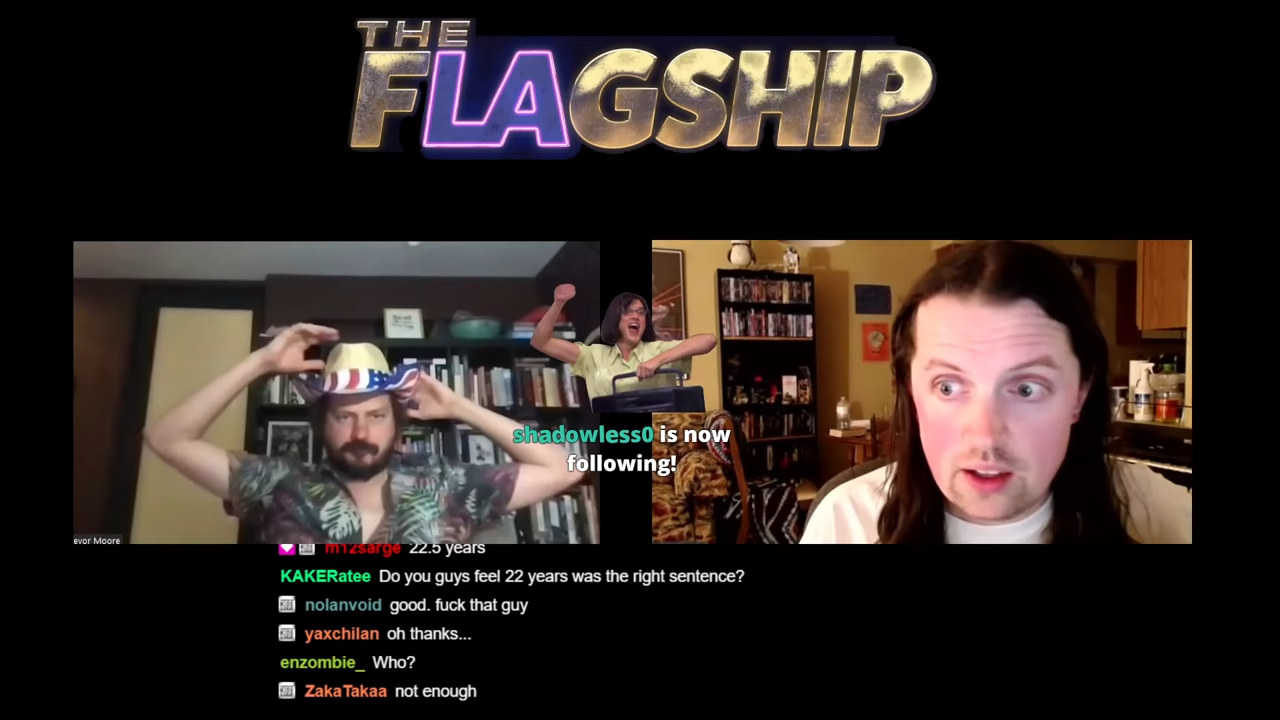 THE
FLAGSHIP
shadowless0 is now
following!
evor Moore
m12sarge 22.5 years
KAKERatee Do you guys feel 22 years was the right sentence?
nolanvoid good. fuck that guy
yaxchilan oh thanks...
enzombie_ Who?
ZakaTakaa not enough